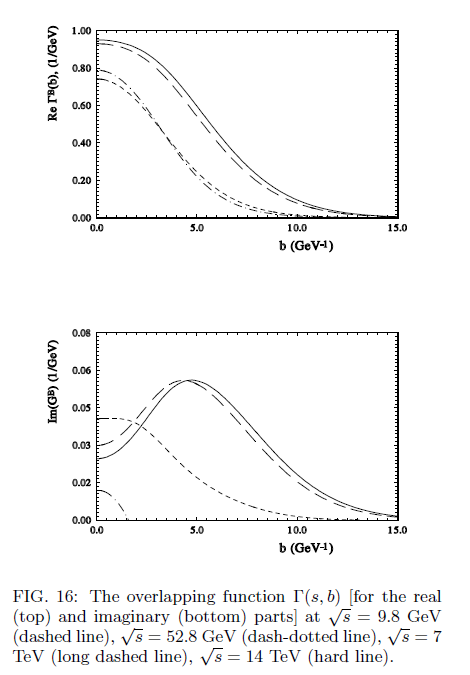 1.00
0.80
0.60
0.40
0.20
0.00
Re Γᴮ(b), (1/GeV)
0.0 5.0 10.0 15.0
b (GeV⁻¹)
0.08
0.06
0.05
0.03
0.02
0.00
Im(Gᴮ) (1/GeV)
0.0 5.0 10.0 15.0
b (GeV⁻¹)
FIG. 16: The overlapping function Γ(s, b) [for the real
(top) and imaginary (bottom) parts] at √s = 9.8 GeV
(dashed line), √s = 52.8 GeV (dash-dotted line), √s = 7
TeV (long dashed line), √s = 14 TeV (hard line).